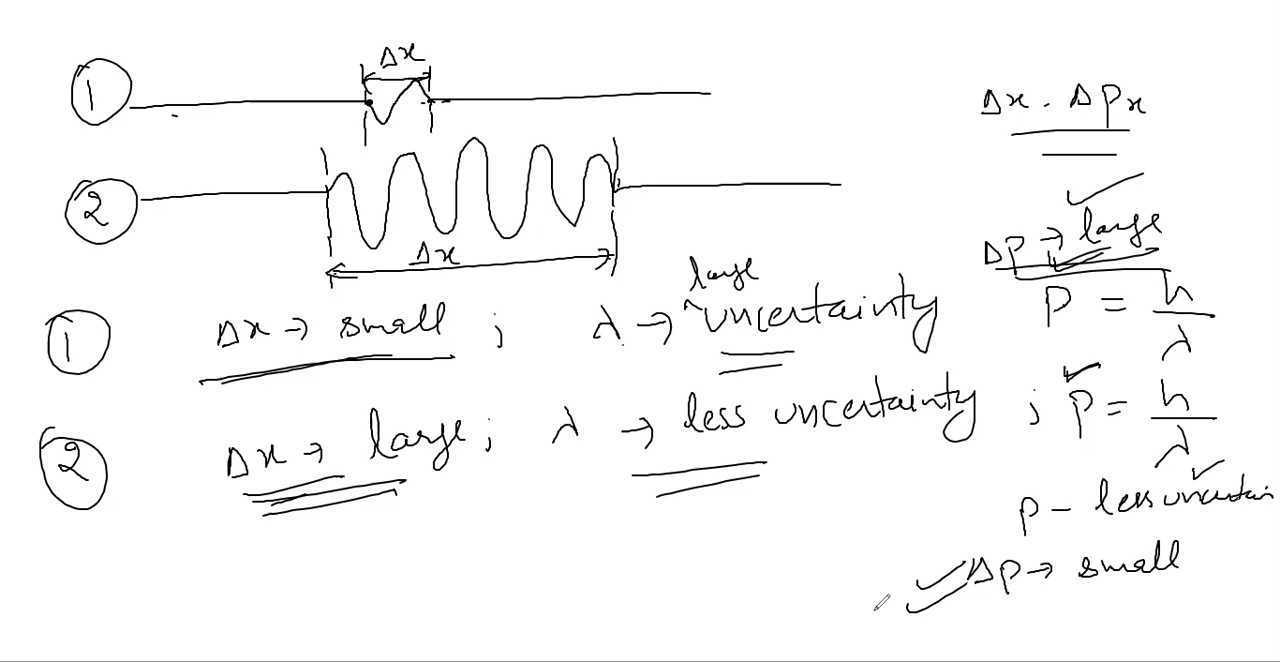 Δx
①
Δx . Δpx
②
Δp → large
Δx
① Δx → small ; λ → large uncertainty P = h/λ
② Δx → large ; λ → less uncertainty ; p = h/λ
p - less uncertain
Δp → small